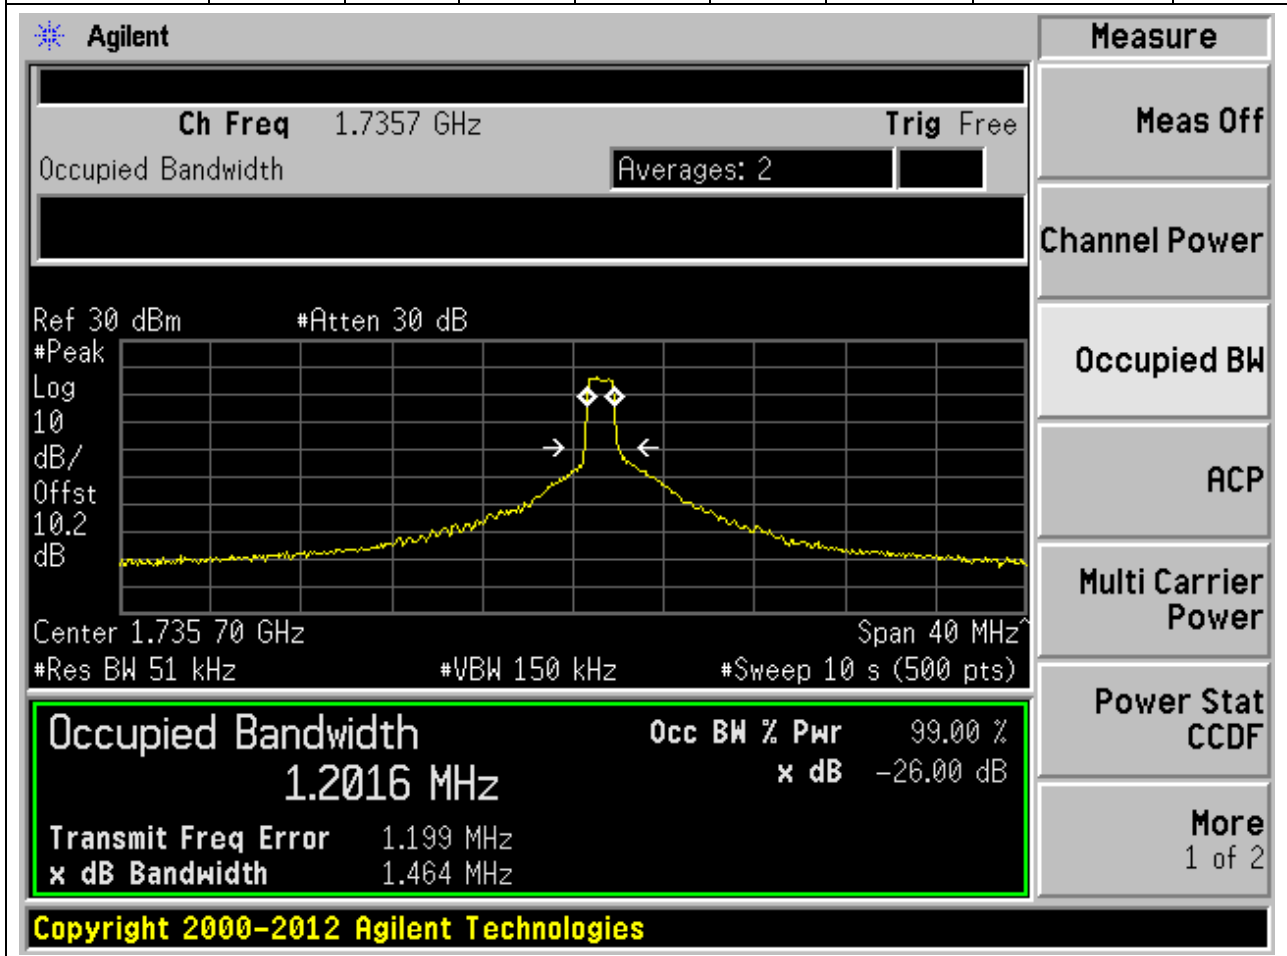 Agilent
Measure
Ch Freq 1.7357 GHz Trig Free
Meas Off
Occupied Bandwidth Averages: 2
Channel Power
Ref 30 dBm #Atten 30 dB
#Peak
Log
10
dB/
Offst
10.2
dB
Occupied BW
ACP
Center 1.735 70 GHz Span 40 MHz^
#Res BW 51 kHz #VBW 150 kHz #Sweep 10 s (500 pts)
Multi Carrier
Power
Occupied Bandwidth Occ BW % Pwr 99.00 %
1.2016 MHz x dB -26.00 dB
Transmit Freq Error 1.199 MHz
x dB Bandwidth 1.464 MHz
Power Stat
CCDF
More
1 of 2
Copyright 2000-2012 Agilent Technologies